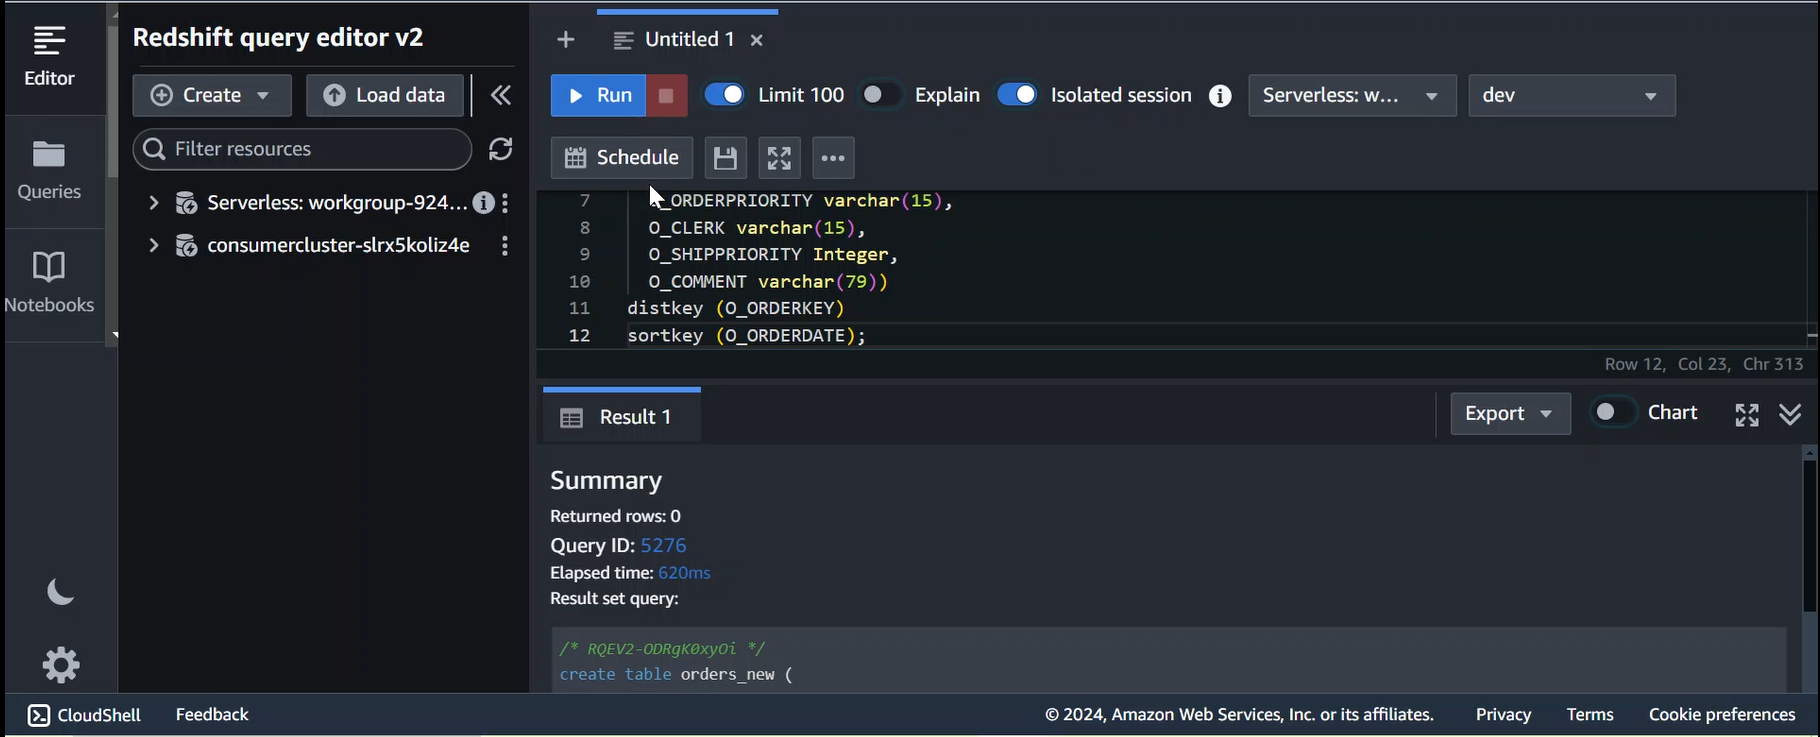 Editor
Queries
Notebooks
Redshift query editor v2
Create
Load data
Filter resources
Serverless: workgroup-924...
consumercluster-slrx5koliz4e
Untitled 1
Run
Limit 100
Explain
Isolated session
Serverless: w...
dev
Schedule
7 _ORDERPRIORITY varchar(15),
8 O_CLERK varchar(15),
9 O_SHIPPRIORITY Integer,
10 O_COMMENT varchar(79))
11 distkey (O_ORDERKEY)
12 sortkey (O_ORDERDATE);
Row 12, Col 23, Chr 313
Result 1
Export
Chart
Summary
Returned rows: 0
Query ID: 5276
Elapsed time: 620ms
Result set query:
/* RQEV2-ODRgK0xyOi */
create table orders_new (
CloudShell
Feedback
© 2024, Amazon Web Services, Inc. or its affiliates.
Privacy
Terms
Cookie preferences